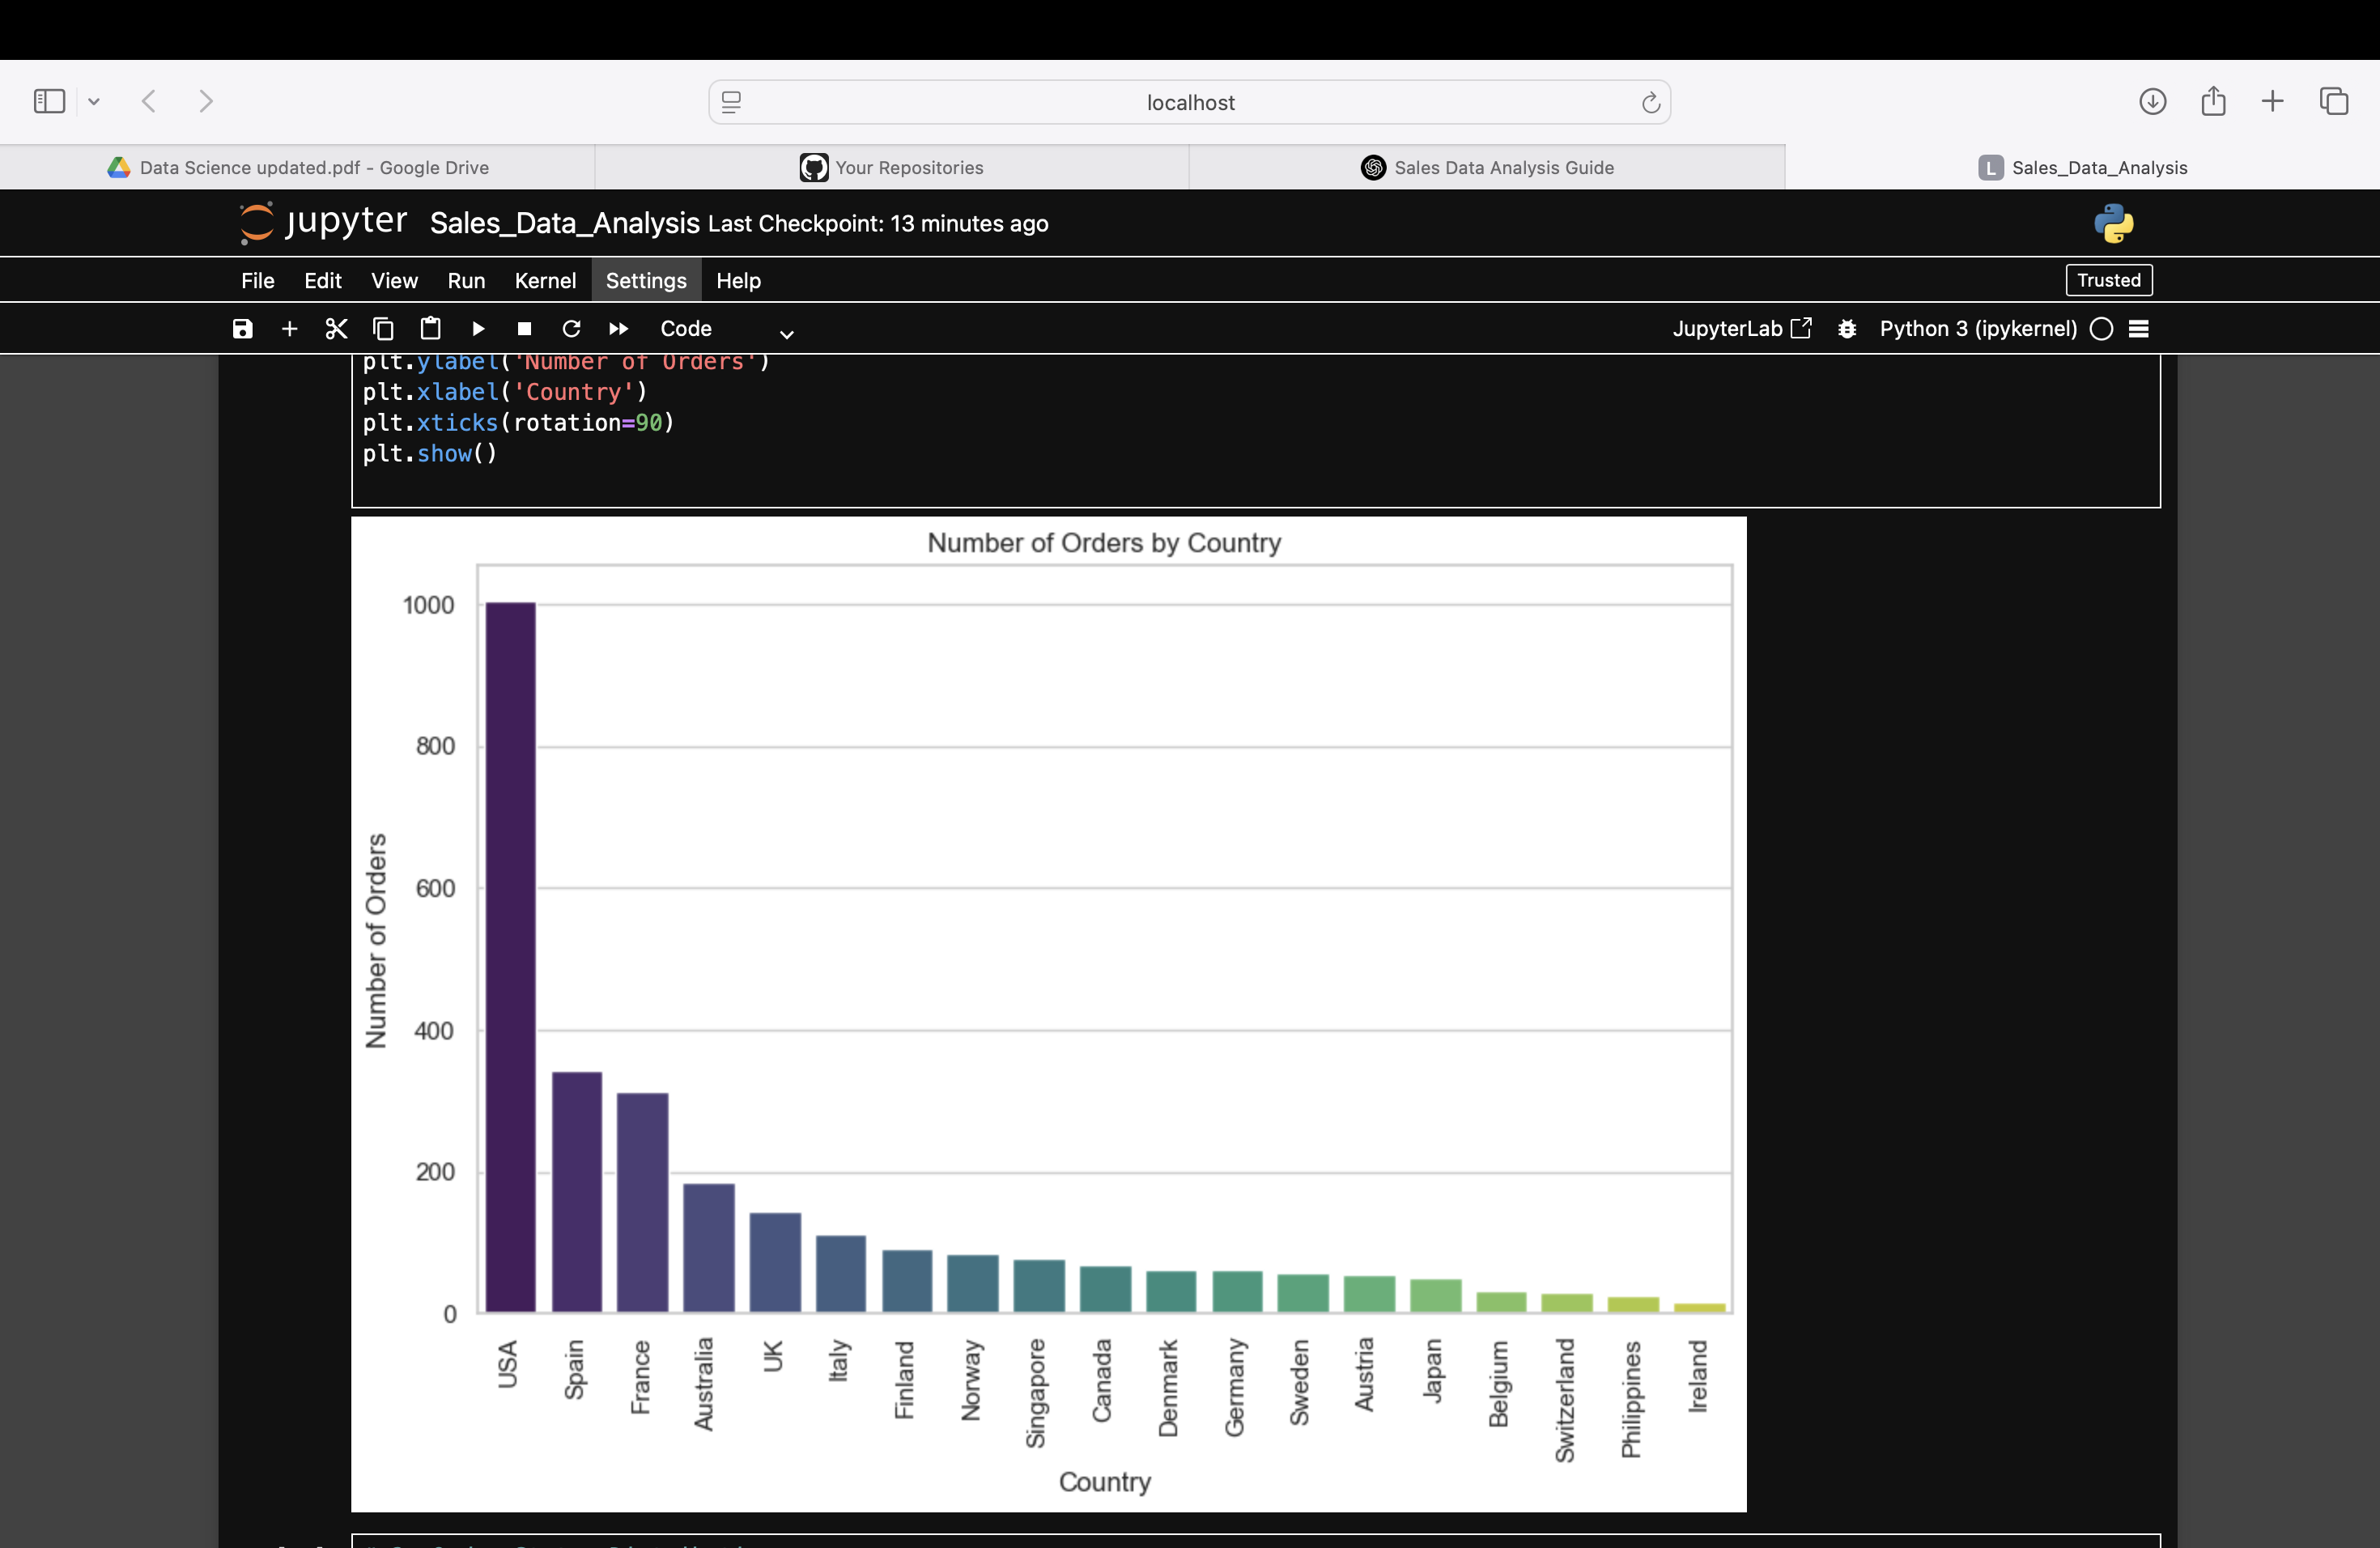 localhost
Data Science updated.pdf - Google Drive
Your Repositories
Sales Data Analysis Guide
L Sales_Data_Analysis
jupyter Sales_Data_Analysis Last Checkpoint: 13 minutes ago
File Edit View Run Kernel Settings Help
Trusted
Code
JupyterLab
Python 3 (ipykernel)
plt.ylabel('Number of Orders')
plt.xlabel('Country')
plt.xticks(rotation=90)
plt.show()
Number of Orders by Country
1000
800
600
400
200
0
Number of Orders
USA
Spain
France
Australia
UK
Italy
Finland
Norway
Singapore
Canada
Denmark
Germany
Sweden
Austria
Japan
Belgium
Switzerland
Philippines
Ireland
Country